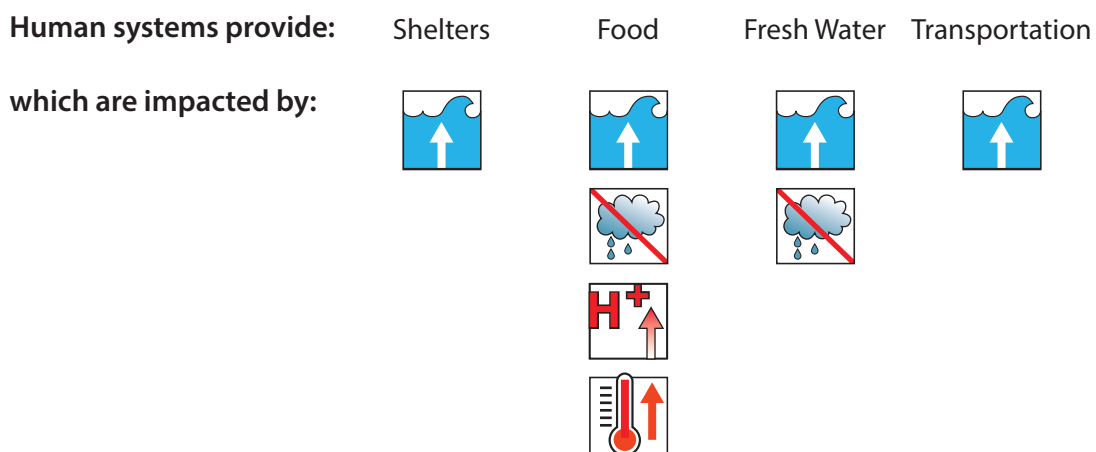 Human systems provide: Shelters Food Fresh Water Transportation
which are impacted by:
H+